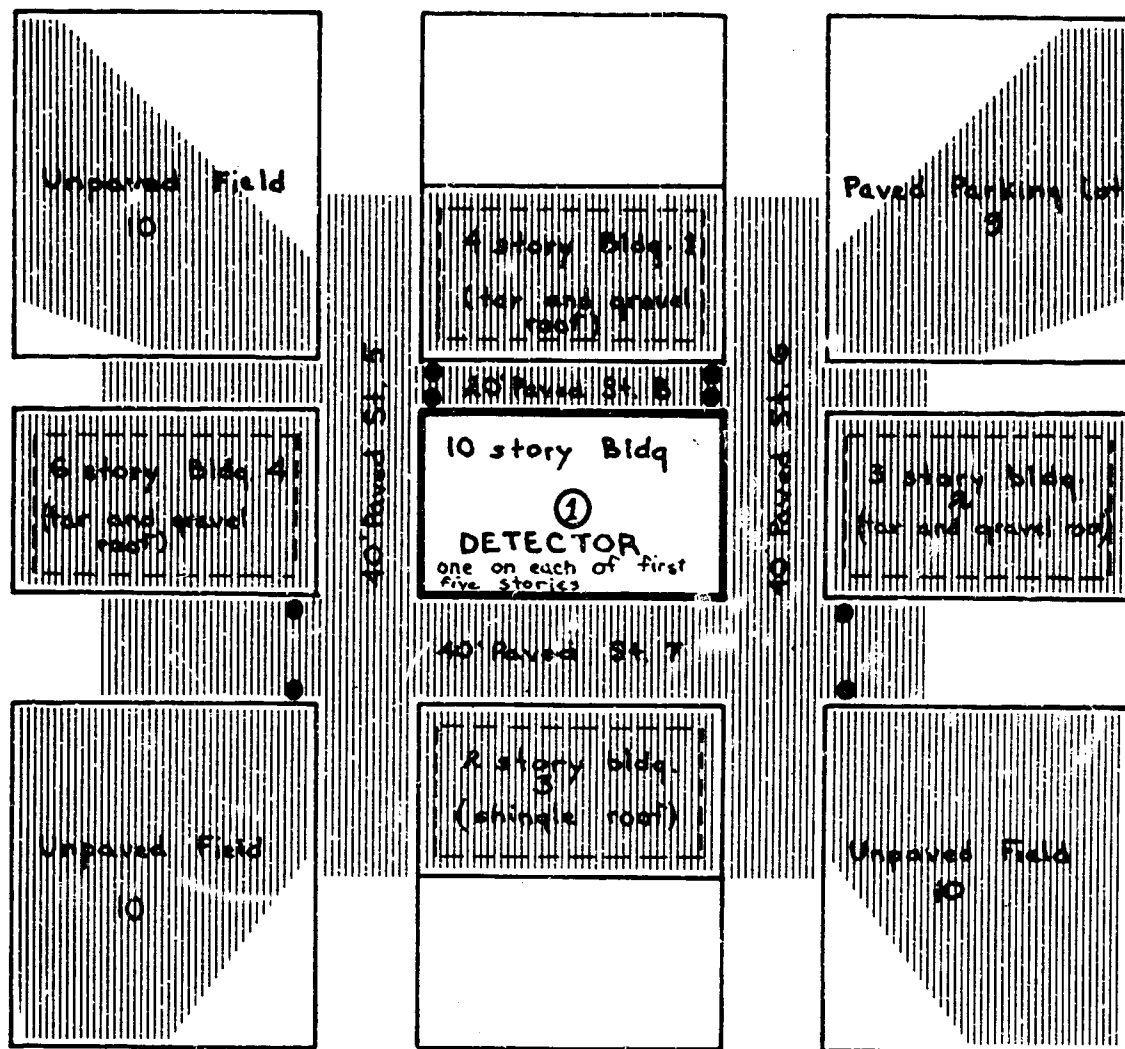 Unpaved Field
10
4 story Bldg. 1
(tar and gravel
roof)
Paved Parking Lot
9
20' Paved St. 8
40' Paved St. 5
40' Paved St. 6
6 story Bldg. 4
(tar and gravel
roof)
10 story Bldg
1
DETECTOR
one on each of first
five stories
3 story bldg.
2
(tar and gravel roof)
40' Paved St. 7
2 story bldg.
3
(shingle roof)
Unpaved Field
10
Unpaved Field
10